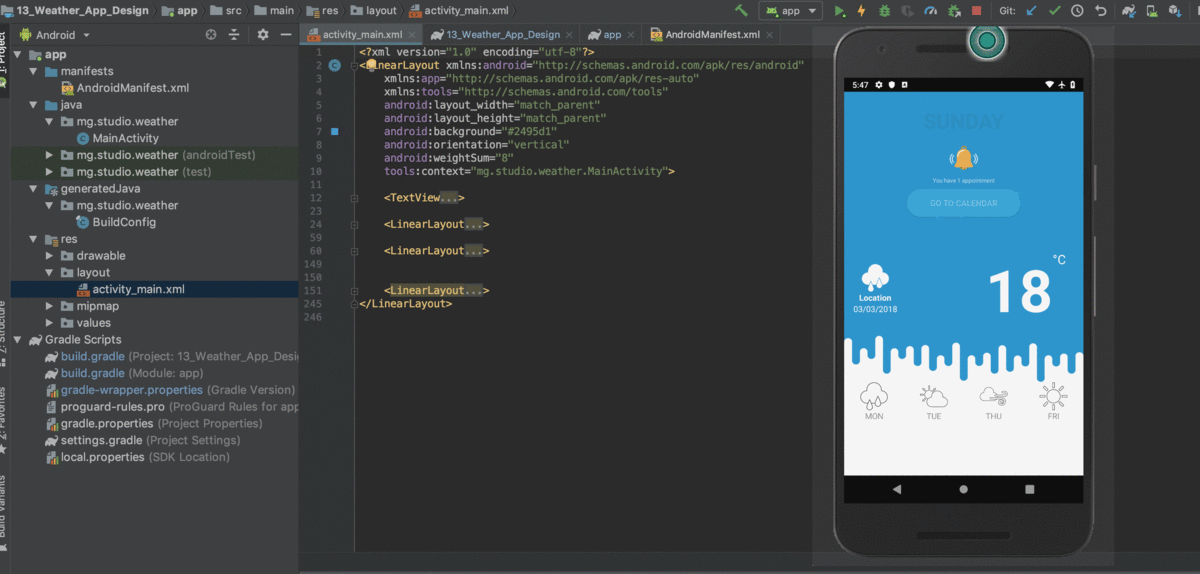 13_Weather_App_Design app src main res layout activity_main.xml
app Git:
Android
activity_main.xml 13_Weather_App_Design app AndroidManifest.xml
app
manifests
AndroidManifest.xml
java
mg.studio.weather
MainActivity
mg.studio.weather (androidTest)
mg.studio.weather (test)
generatedJava
mg.studio.weather
BuildConfig
res
drawable
layout
activity_main.xml
mipmap
values
Gradle Scripts
build.gradle (Project: 13_Weather_App_Desi
build.gradle (Module: app)
gradle-wrapper.properties (Gradle Version)
proguard-rules.pro (ProGuard Rules for app
gradle.properties (Project Properties)
settings.gradle (Project Settings)
local.properties (SDK Location)
Project
Z: Structure
2: Favorites
Build Variants
1 <?xml version="1.0" encoding="utf-8"?>
2 <LinearLayout xmlns:android="http://schemas.android.com/apk/res/android"
3 xmlns:app="http://schemas.android.com/apk/res-auto"
4 xmlns:tools="http://schemas.android.com/tools"
5 android:layout_width="match_parent"
6 android:layout_height="match_parent"
7 android:background="#2495d1"
8 android:orientation="vertical"
9 android:weightSum="8"
10 tools:context="mg.studio.weather.MainActivity">
11
12 <TextView...>
23
24 <LinearLayout...>
59
60 <LinearLayout...>
149
150
151 <LinearLayout...>
245 </LinearLayout>
246
5:47
SUNDAY
You have 1 appointment
GO TO CALENDAR
°C
18
Location
03/03/2018
MON TUE THU FRI